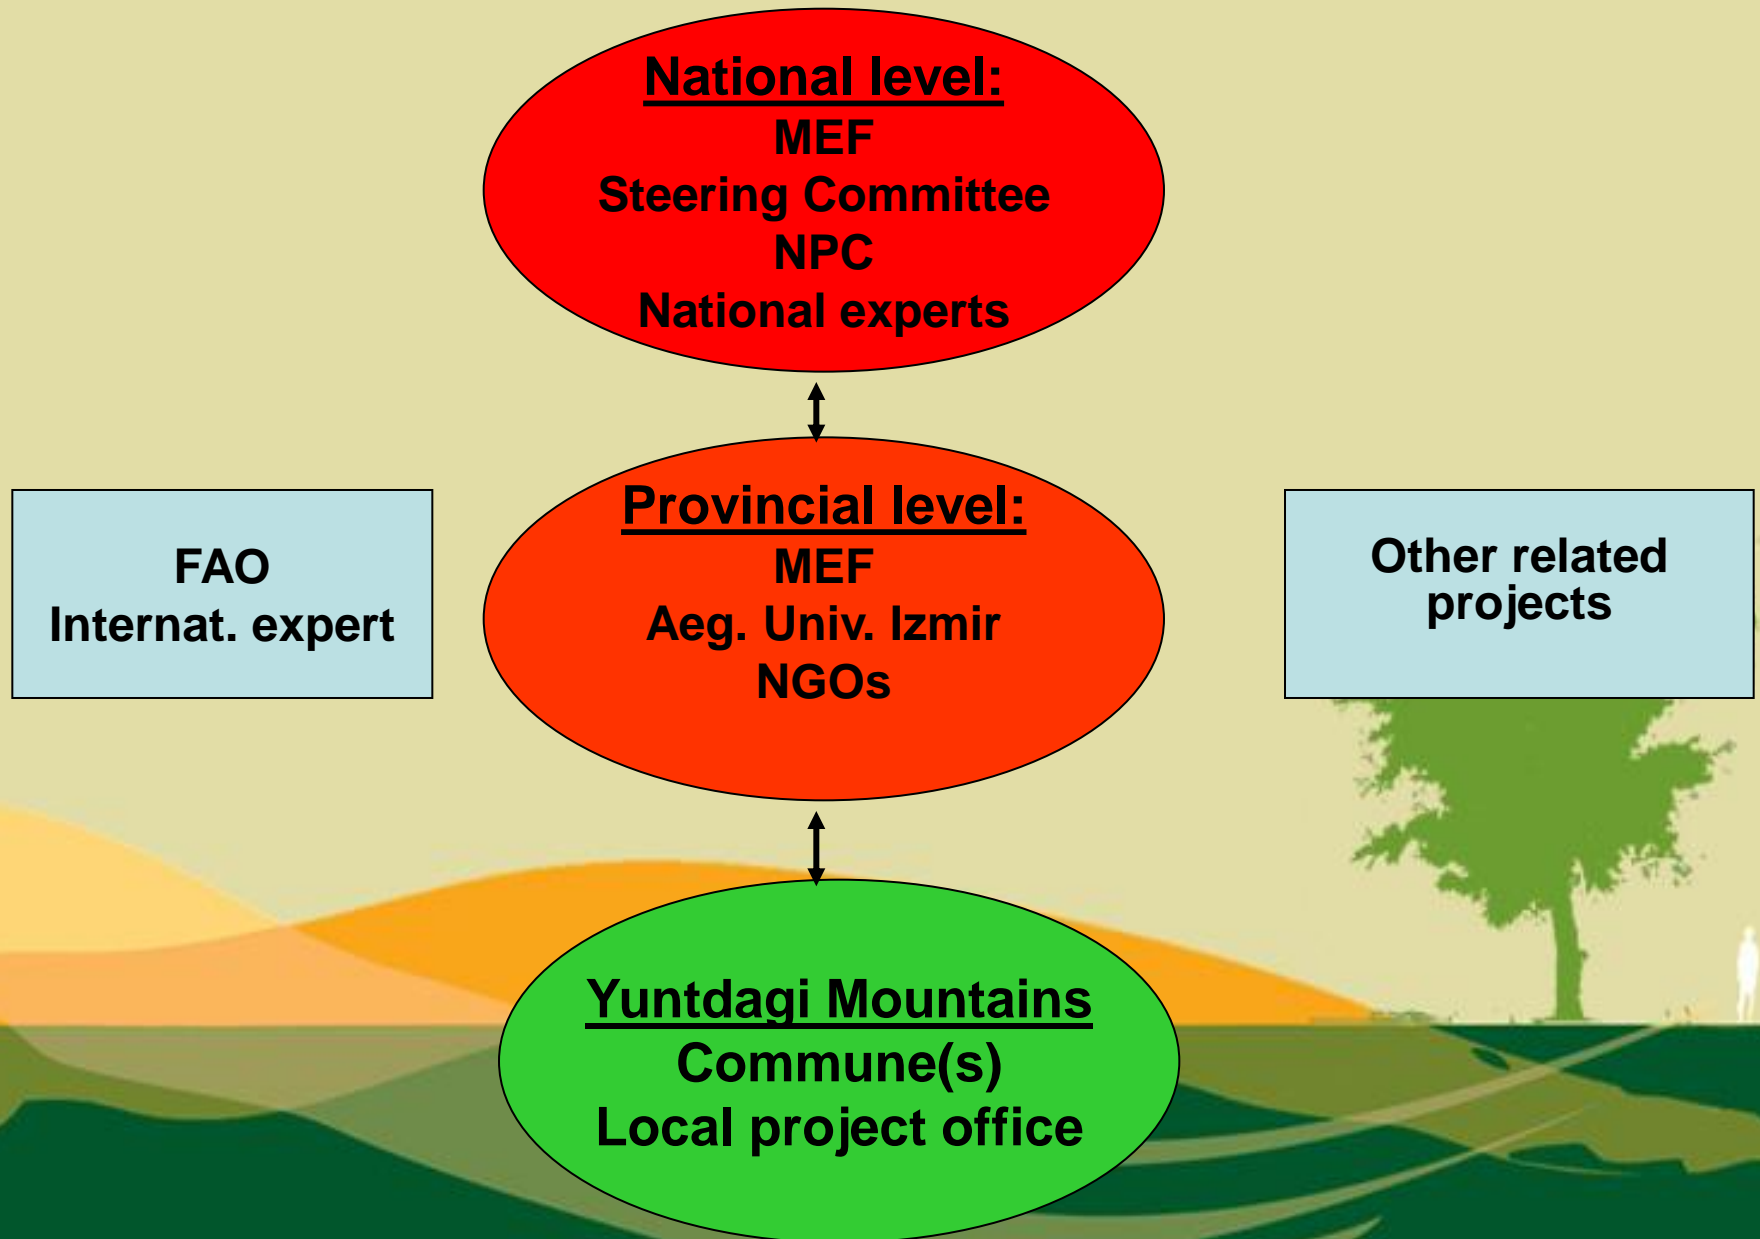 National level:
MEF
Steering Committee
NPC
National experts
Provincial level:
MEF
Aeg. Univ. Izmir
NGOs
FAO
Internat. expert
Other related
projects
Yuntdagi Mountains
Commune(s)
Local project office